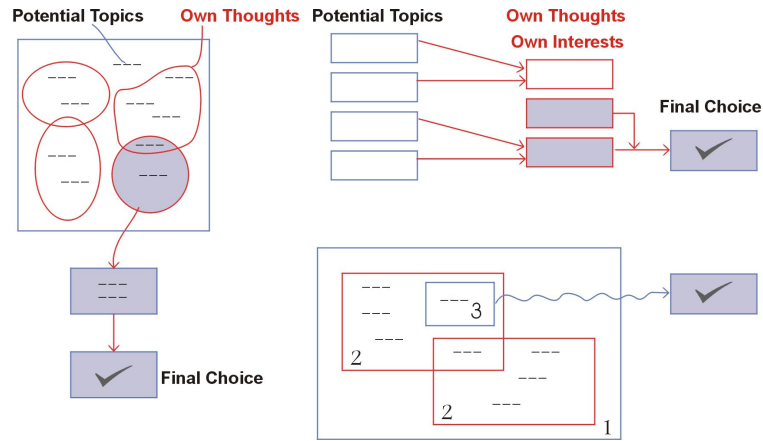 Potential Topics
Own Thoughts
Final Choice
Potential Topics
Own Thoughts
Own Interests
Final Choice
3
2
2
1